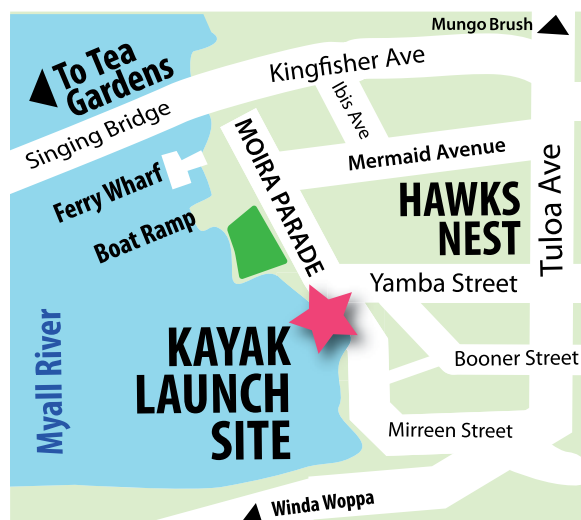 Mungo Brush
To Tea
Gardens
Kingfisher Ave
Singing Bridge
Ibis Ave
MOIRA PARADE
Mermaid Avenue
Ferry Wharf
Boat Ramp
HAWKS
NEST
Tuloa Ave
Yamba Street
Myall River
KAYAK
LAUNCH
SITE
Booner Street
Mirreen Street
Winda Woppa